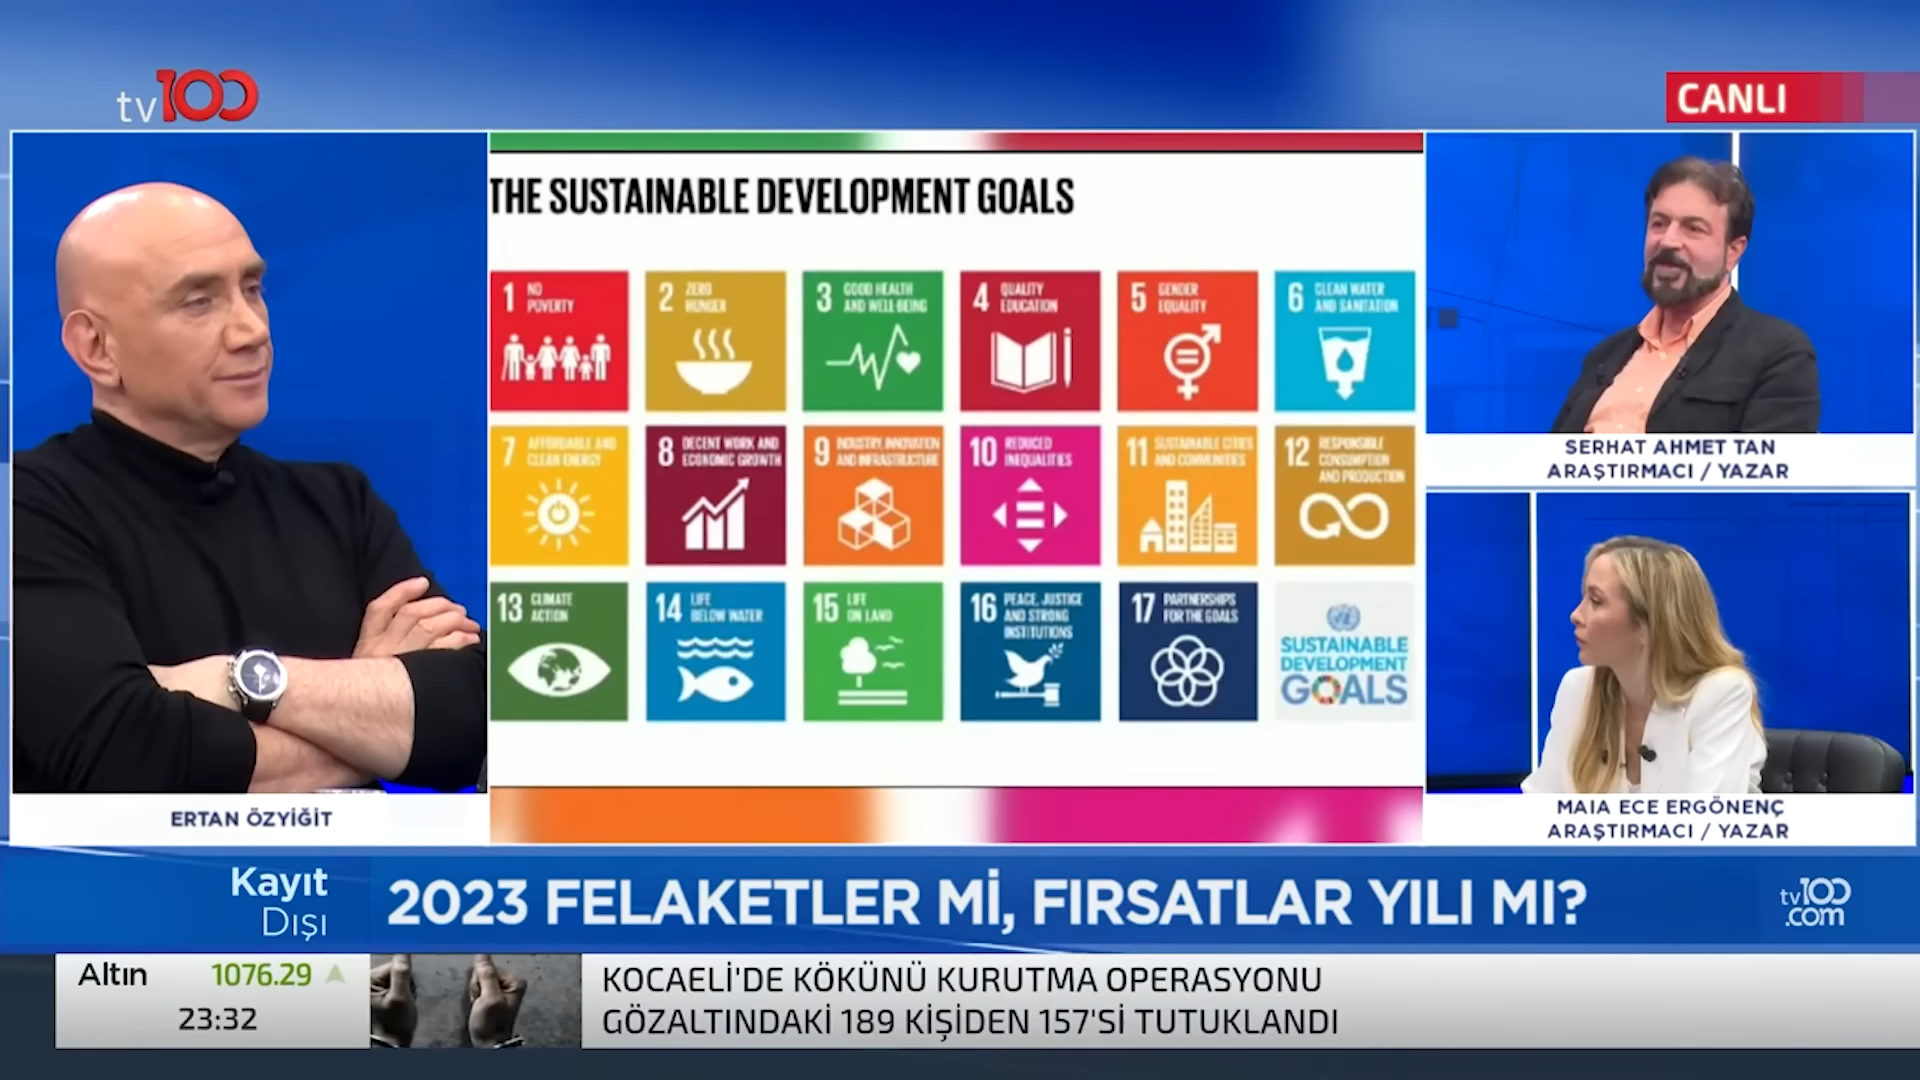 tv100
CANLI
THE SUSTAINABLE DEVELOPMENT GOALS
1 NO
POVERTY
2 ZERO
HUNGER
3 GOOD HEALTH
AND WELL-BEING
4 QUALITY
EDUCATION
5 GENDER
EQUALITY
6 CLEAN WATER
AND SANITATION
7 AFFORDABLE AND
CLEAN ENERGY
8 DECENT WORK AND
ECONOMIC GROWTH
9 INDUSTRY, INNOVATION
AND INFRASTRUCTURE
10 REDUCED
INEQUALITIES
11 SUSTAINABLE CITIES
AND COMMUNITIES
12 RESPONSIBLE
CONSUMPTION
AND PRODUCTION
13 CLIMATE
ACTION
14 LIFE
BELOW WATER
15 LIFE
ON LAND
16 PEACE, JUSTICE
AND STRONG
INSTITUTIONS
17 PARTNERSHIPS
FOR THE GOALS
SUSTAINABLE
DEVELOPMENT
GOALS
SERHAT AHMET TAN
ARAŞTIRMACI / YAZAR
MAIA ECE ERGÖNENÇ
ARAŞTIRMACI / YAZAR
ERTAN ÖZYİĞİT
Kayıt
Dışı
2023 FELAKETLER Mİ, FIRSATLAR YILI MI?
tv100
.com
Altın 1076.29
23:32
KOCAELİ'DE KÖKÜNÜ KURUTMA OPERASYONU
GÖZALTINDAKİ 189 KİŞİDEN 157'Sİ TUTUKLANDI